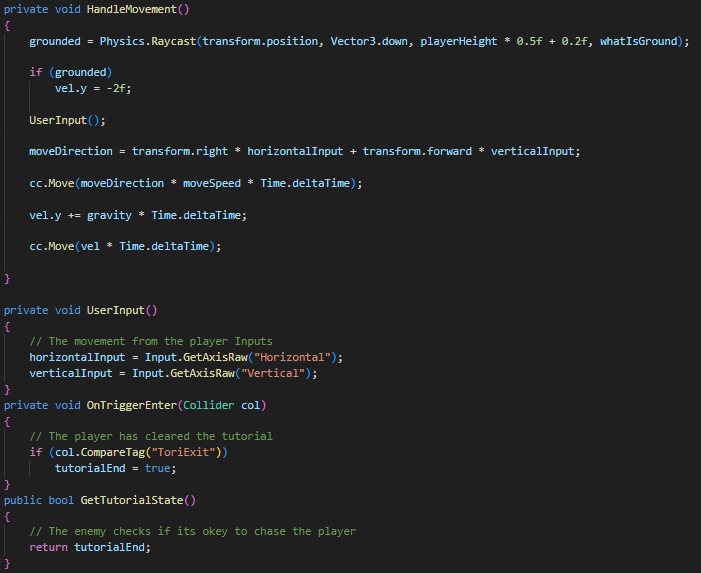 private void HandleMovement()
{
grounded = Physics.Raycast(transform.position, Vector3.down, playerHeight * 0.5f + 0.2f, whatIsGround);
if (grounded)
vel.y = -2f;
UserInput();
moveDirection = transform.right * horizontalInput + transform.forward * verticalInput;
cc.Move(moveDirection * moveSpeed * Time.deltaTime);
vel.y += gravity * Time.deltaTime;
cc.Move(vel * Time.deltaTime);
}
private void UserInput()
{
// The movement from the player Inputs
horizontalInput = Input.GetAxisRaw("Horizontal");
verticalInput = Input.GetAxisRaw("Vertical");
}
private void OnTriggerEnter(Collider col)
{
// The player has cleared the tutorial
if (col.CompareTag("ToriExit"))
tutorialEnd = true;
}
public bool GetTutorialState()
{
// The enemy checks if its okey to chase the player
return tutorialEnd;
}